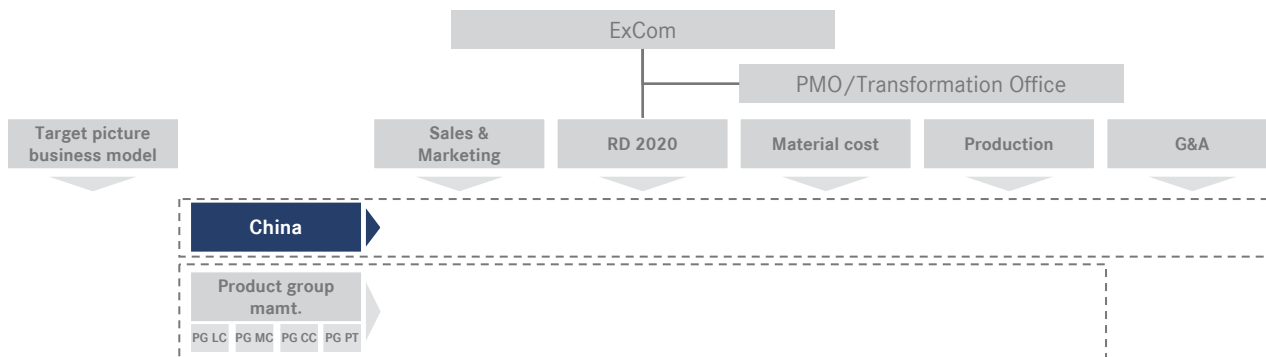 ExCom
PMO/Transformation Office
Target picture
business model
Sales &
Marketing
RD 2020
Material cost
Production
G&A
China
Product group
mamt.
PG LC
PG MC
PG CC
PG PT